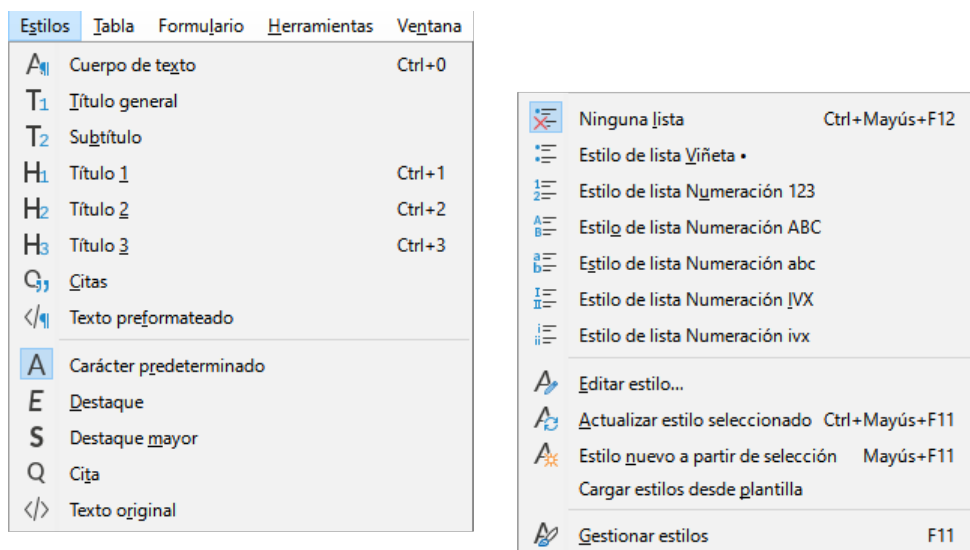 Estilos Tabla Formulario Herramientas Ventana
Cuerpo de texto Ctrl+0
Título general
Subtítulo
Título 1 Ctrl+1
Título 2 Ctrl+2
Título 3 Ctrl+3
Citas
Texto preformateado
Carácter predeterminado
Destaque
Destaque mayor
Cita
Texto original
Ninguna lista Ctrl+Mayús+F12
Estilo de lista Viñeta •
Estilo de lista Numeración 123
Estilo de lista Numeración ABC
Estilo de lista Numeración abc
Estilo de lista Numeración IVX
Estilo de lista Numeración ivx
Editar estilo...
Actualizar estilo seleccionado Ctrl+Mayús+F11
Estilo nuevo a partir de selección Mayús+F11
Cargar estilos desde plantilla
Gestionar estilos F11